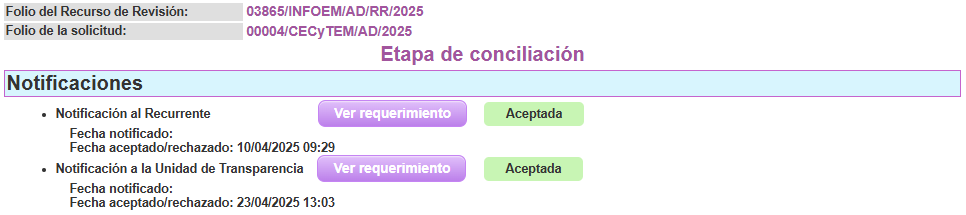 Folio del Recurso de Revisión: 03865/INFOEM/AD/RR/2025
Folio de la solicitud: 00004/CECyTEM/AD/2025
Etapa de conciliación
Notificaciones
• Notificación al Recurrente Ver requerimiento Aceptada
Fecha notificado:
Fecha aceptado/rechazado: 10/04/2025 09:29
• Notificación a la Unidad de Transparencia Ver requerimiento Aceptada
Fecha notificado:
Fecha aceptado/rechazado: 23/04/2025 13:03